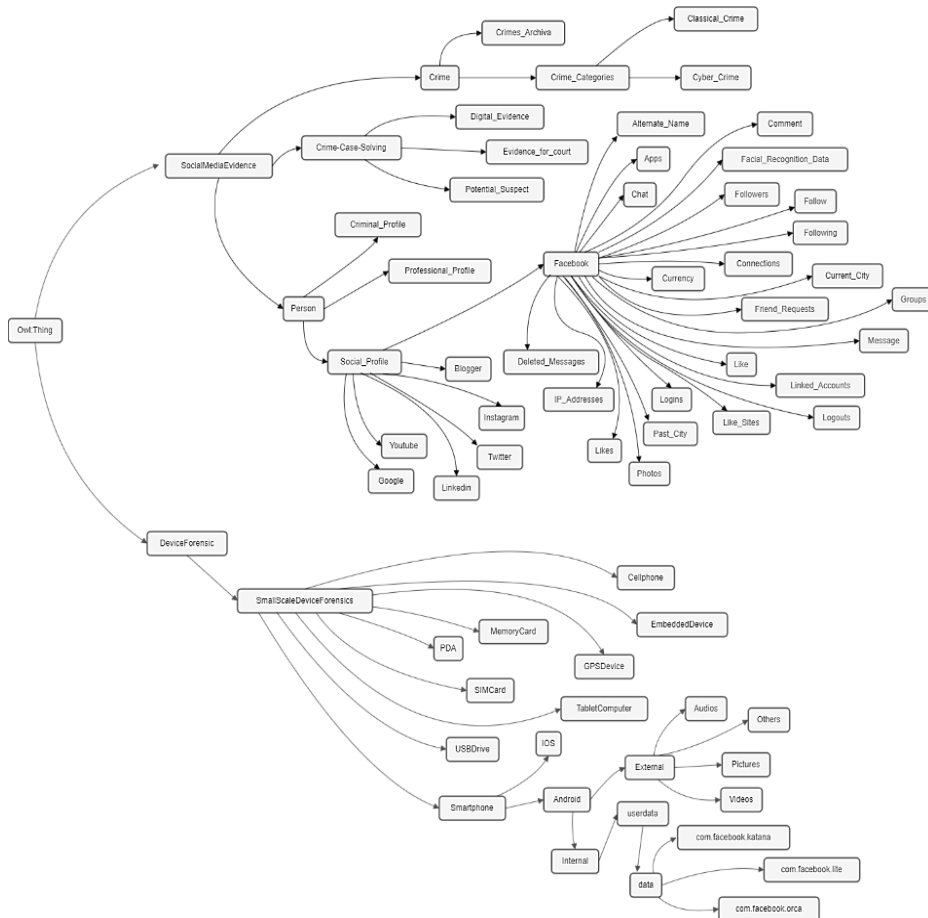 Classical_Crime
Crimes_Archiva
Crime
Crime_Categories
Cyber_Crime
Digital_Evidence
Alternate_Name
Comment
SocialMediaEvidence
Crime-Case-Solving
Evidence_for_court
Apps
Facial_Recognition_Data
Potential_Suspect
Chat
Followers
Follow
Criminal_Profile
Following
Professional_Profile
Facebook
Connections
Currency
Current_City
Person
Friend_Requests
Groups
Owl:Thing
Message
Social_Profile
Blogger
Deleted_Messages
Like
Linked_Accounts
IP_Addresses
Logins
Instagram
Like_Sites
Logouts
Youtube
Twitter
Likes
Past_City
Google
Linkedin
Photos
DeviceForensic
Cellphone
SmallScaleDeviceForensics
EmbeddedDevice
MemoryCard
PDA
GPSDevice
SIMCard
TabletComputer
Audios
Others
USBDrive
IOS
External
Pictures
Smartphone
Android
Videos
userdata
com.facebook.katana
Internal
com.facebook.lite
data
com.facebook.orca